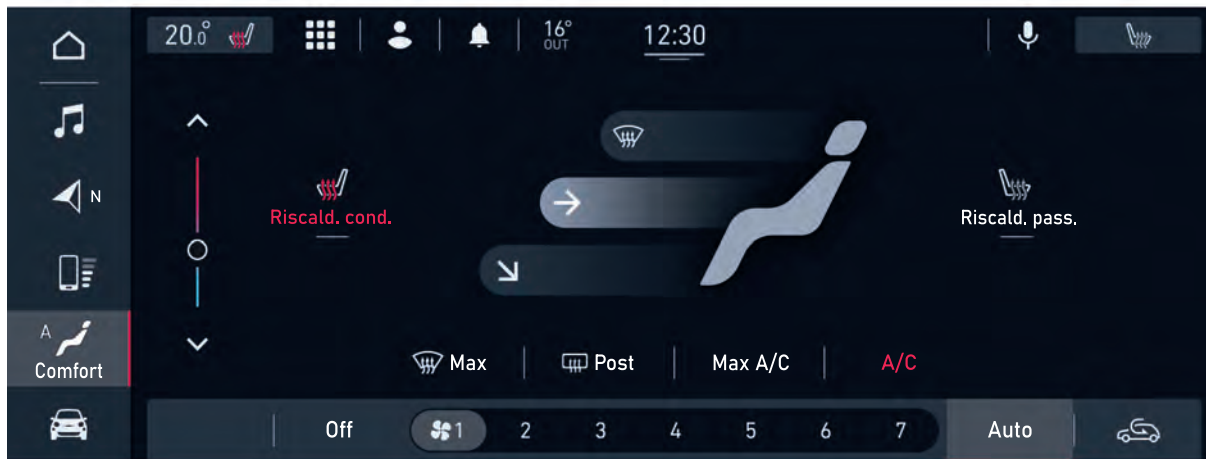 20.0°
16°
OUT
12:30
N
Riscald. cond.
Riscald. pass.
A
Comfort
Max
Post
Max A/C
A/C
Off
1 2 3 4 5 6 7
Auto